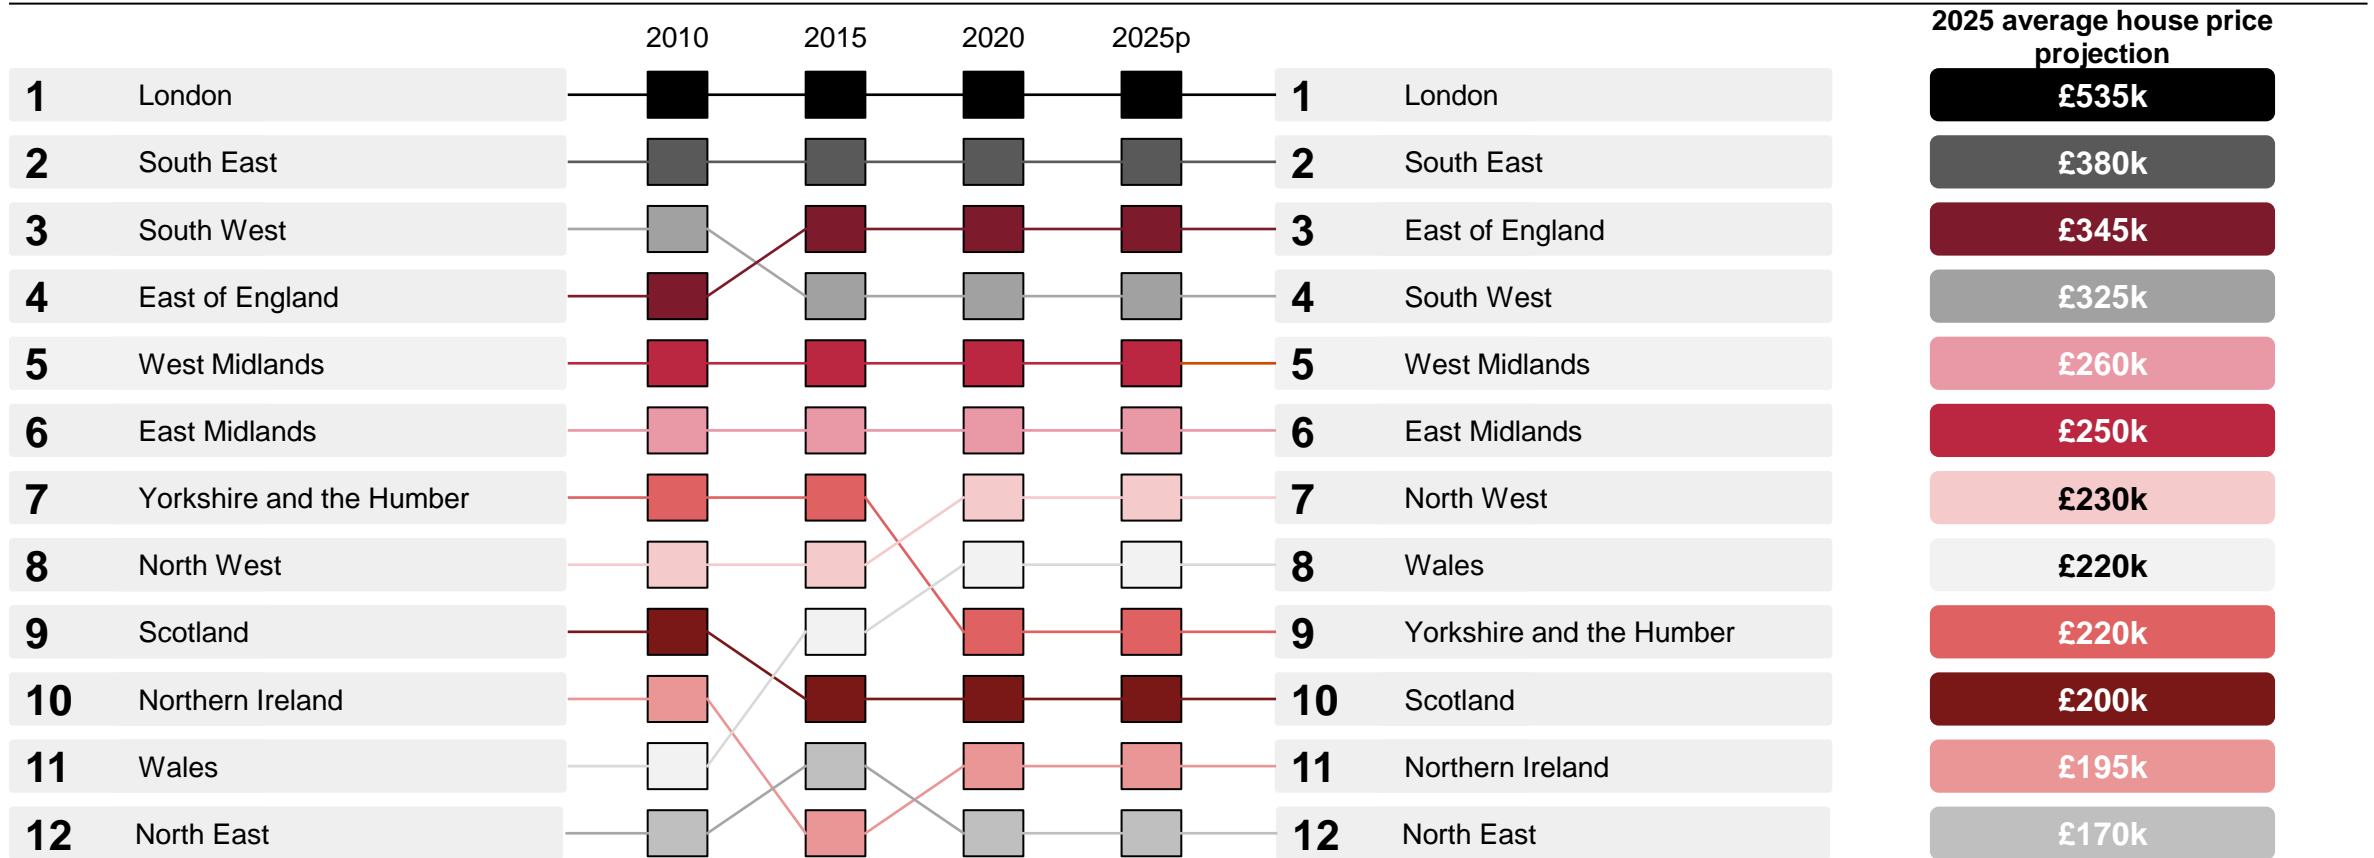 2010 2015 2020 2025p
2025 average house price
projection
1 London 1 London £535k
2 South East 2 South East £380k
3 South West 3 East of England £345k
4 East of England 4 South West £325k
5 West Midlands 5 West Midlands £260k
6 East Midlands 6 East Midlands £250k
7 Yorkshire and the Humber 7 North West £230k
8 North West 8 Wales £220k
9 Scotland 9 Yorkshire and the Humber £220k
10 Northern Ireland 10 Scotland £200k
11 Wales 11 Northern Ireland £195k
12 North East 12 North East £170k